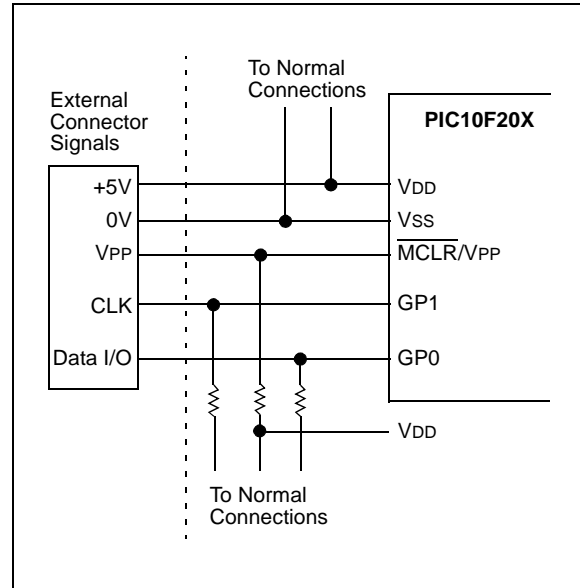 To Normal
Connections
External
Connector
Signals
PIC10F20X
+5V
VDD
0V
VSS
VPP
MCLR/VPP
CLK
GP1
Data I/O
GP0
VDD
To Normal
Connections